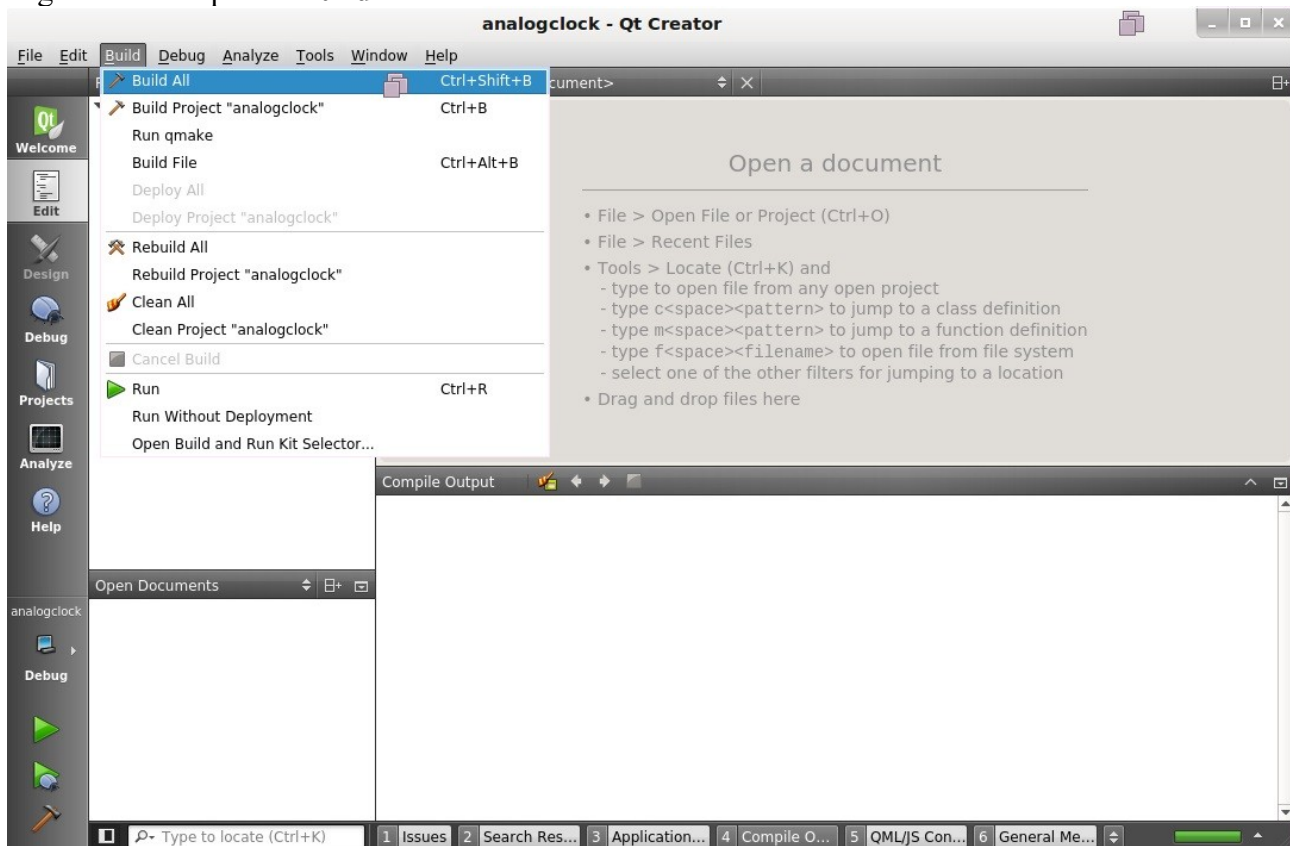 analogclock - Qt Creator
File Edit Build Debug Analyze Tools Window Help
Build All Ctrl+Shift+B
cument>
Build Project "analogclock" Ctrl+B
Run qmake
Build File Ctrl+Alt+B
Deploy All
Deploy Project "analogclock"
Rebuild All
Rebuild Project "analogclock"
Clean All
Clean Project "analogclock"
Cancel Build
Run Ctrl+R
Run Without Deployment
Open Build and Run Kit Selector...
Qt
Welcome
Edit
Design
Debug
Projects
Analyze
Help
Open a document
• File > Open File or Project (Ctrl+O)
• File > Recent Files
• Tools > Locate (Ctrl+K) and
- type to open file from any open project
- type c<space><pattern> to jump to a class definition
- type m<space><pattern> to jump to a function definition
- type f<space><filename> to open file from file system
- select one of the other filters for jumping to a location
• Drag and drop files here
Compile Output
Open Documents
analogclock
Debug
Type to locate (Ctrl+K)
1 Issues 2 Search Res... 3 Application... 4 Compile O... 5 QML/JS Con... 6 General Me...